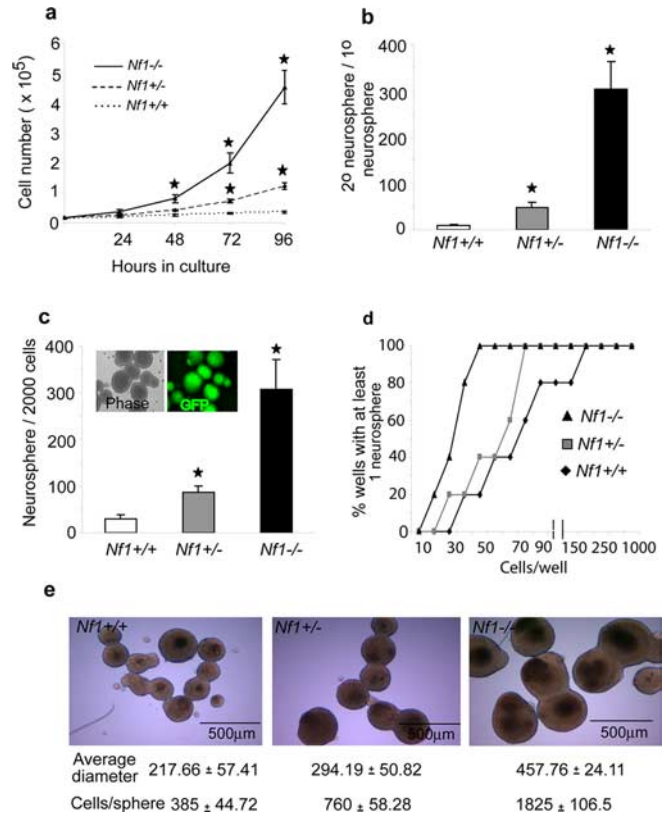 a
Cell number ( x 10⁵)
6
5
4
3
2
1
0
Nf1-/-
Nf1+/-
Nf1+/+
24 48 72 96
Hours in culture
b
2º neurosphere / 1º
neurosphere
400
300
200
100
0
Nf1+/+ Nf1+/- Nf1-/-
c
Neurosphere / 2000 cells
400
300
200
100
0
Phase
GFP
Nf1+/+ Nf1+/- Nf1-/-
d
% wells with at least
1 neurosphere
100
80
60
40
20
0
Nf1-/-
Nf1+/-
Nf1+/+
10 30 50 70 90 150 250 1000
Cells/well
e
Nf1+/+
500µm
Nf1+/-
500µm
Nf1-/-
500µm
Average
diameter
217.66 ± 57.41 294.19 ± 50.82 457.76 ± 24.11
Cells/sphere 385 ± 44.72 760 ± 58.28 1825 ± 106.5